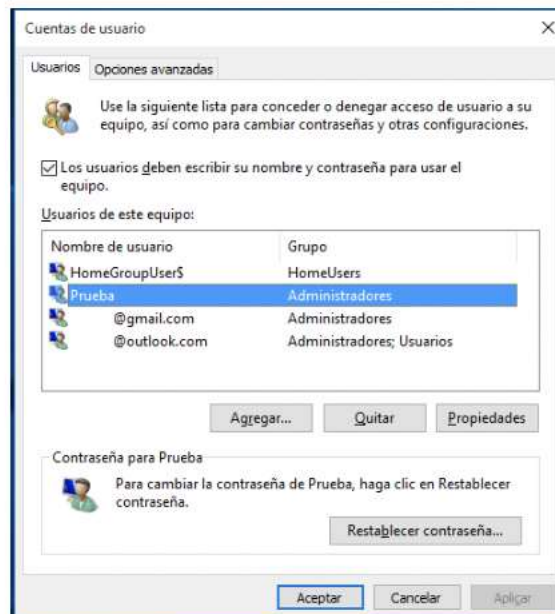 Cuentas de usuario
Usuarios Opciones avanzadas
Use la siguiente lista para conceder o denegar acceso de usuario a su
equipo, así como para cambiar contraseñas y otras configuraciones.
Los usuarios deben escribir su nombre y contraseña para usar el
equipo.
Usuarios de este equipo:
Nombre de usuario Grupo
HomeGroupUser$ HomeUsers
Prueba Administradores
@gmail.com Administradores
@outlook.com Administradores; Usuarios
Agregar... Quitar Propiedades
Contraseña para Prueba
Para cambiar la contraseña de Prueba, haga clic en Restablecer
contraseña.
Restablecer contraseña...
Aceptar Cancelar Aplicar